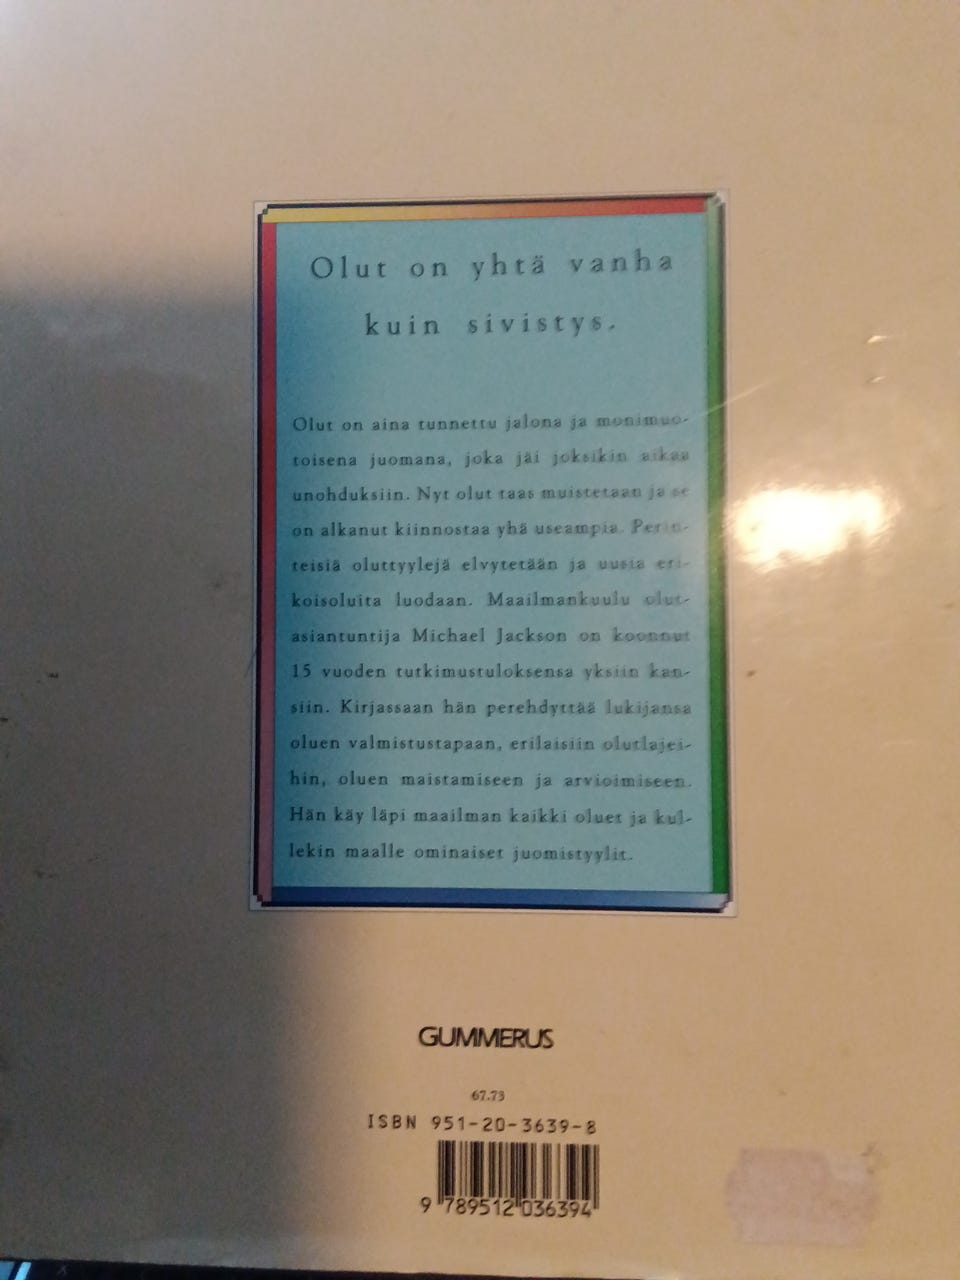 Olut on yhtä vanha
kuin sivistys.
Olut on aina tunnettu jalona ja monimuo-
toisena juomana, joka jäi joksikin aikaa
unohduksiin. Nyt olut taas muistetaan ja se
on alkanut kiinnostaa yhä useampia. Perin-
teisiä oluttyylejä elvytetään ja uusia eri-
koisoluita luodaan. Maailmankuulu olut-
asiantuntija Michael Jackson on koonnut
15 vuoden tutkimustuloksensa yksiin kan-
siin. Kirjassaan hän perehdyttää lukijansa
oluen valmistustapaan, erilaisiin olutlajei-
hin, oluen maistamiseen ja arvioimiseen.
Hän käy läpi maailman kaikki oluet ja kul-
lekin maalle ominaiset juomistyylit.
GUMMERUS
67.73
ISBN 951-20-3639-8
9 789512 036394